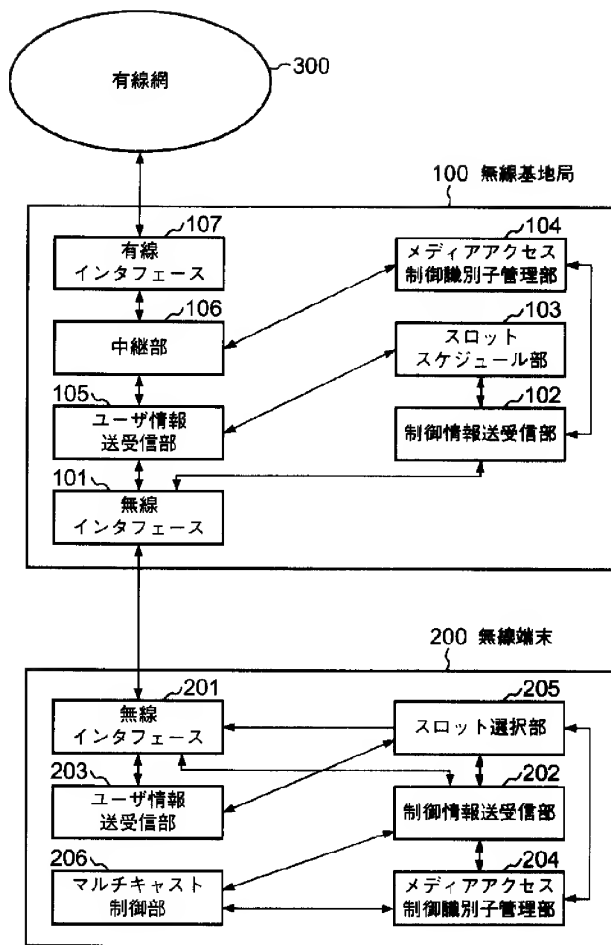 有線網
300
100 無線基地局
107
有線
インタフェース
104
メディアアクセス
制御識別子管理部
106
中継部
103
スロット
スケジュール部
105
ユーザ情報
送受信部
102
制御情報送受信部
101
無線
インタフェース
200 無線端末
201
無線
インタフェース
205
スロット選択部
203
ユーザ情報
送受信部
202
制御情報送受信部
206
マルチキャスト
制御部
204
メディアアクセス
制御識別子管理部